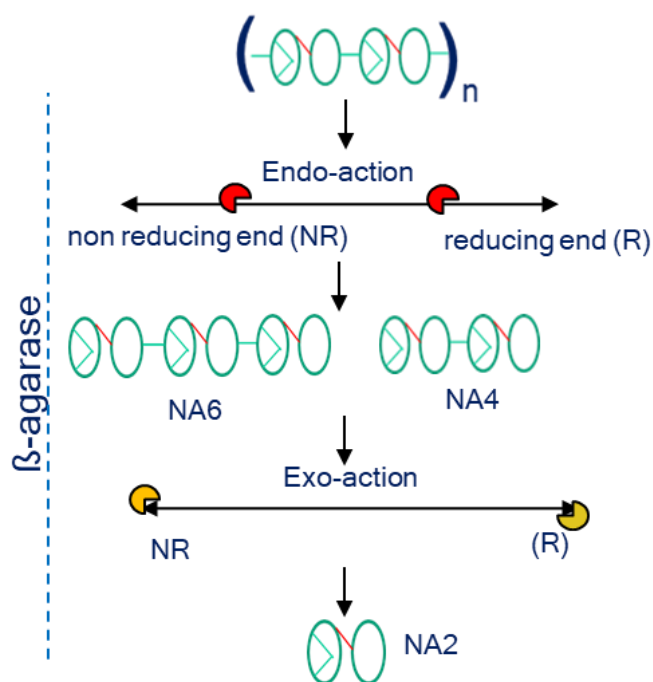 ( )n
Endo-action
non reducing end (NR)
reducing end (R)
ß-agarase
NA6
NA4
Exo-action
NR
(R)
NA2